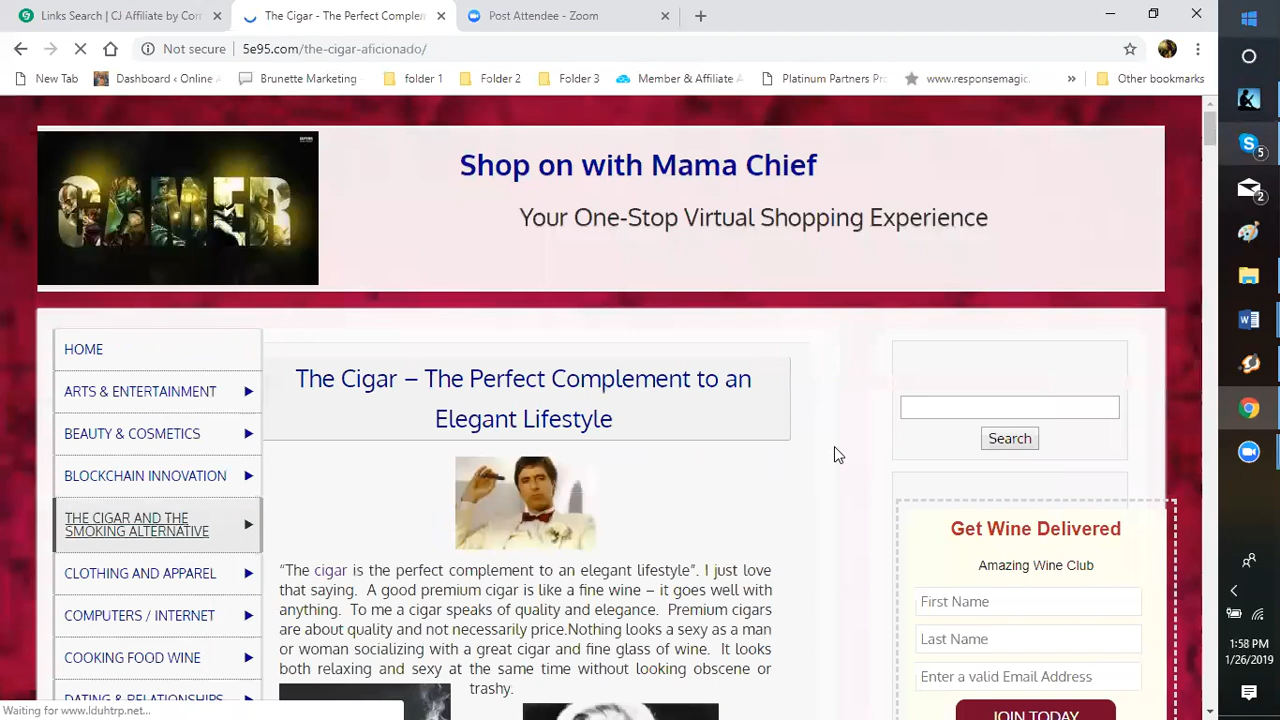 Links Search | CJ Affiliate by Com
The Cigar - The Perfect Complem
Post Attendee - Zoom
Not secure
5e95.com/the-cigar-aficionado/
New Tab
Dashboard ‹ Online A
Brunette Marketing
folder 1
Folder 2
Folder 3
Member & Affiliate A
Platinum Partners Pro
www.responsemagic.
»
Other bookmarks
GAMER
Shop on with Mama Chief
Your One-Stop Virtual Shopping Experience
HOME
ARTS & ENTERTAINMENT
BEAUTY & COSMETICS
BLOCKCHAIN INNOVATION
THE CIGAR AND THE
SMOKING ALTERNATIVE
CLOTHING AND APPAREL
COMPUTERS / INTERNET
COOKING FOOD WINE
DATING & RELATIONSHIPS
The Cigar – The Perfect Complement to an
Elegant Lifestyle
“The cigar is the perfect complement to an elegant lifestyle”. I just love
that saying. A good premium cigar is like a fine wine – it goes well with
anything. To me a cigar speaks of quality and elegance. Premium cigars
are about quality and not necessarily price.Nothing looks a sexy as a man
or woman socializing with a great cigar and fine glass of wine. It looks
both relaxing and sexy at the same time without looking obscene or
trashy.
Search
Get Wine Delivered
Amazing Wine Club
First Name
Last Name
Enter a valid Email Address
JOIN TODAY
Waiting for www.lduhtrp.net...
5
2
1:58 PM
1/26/2019